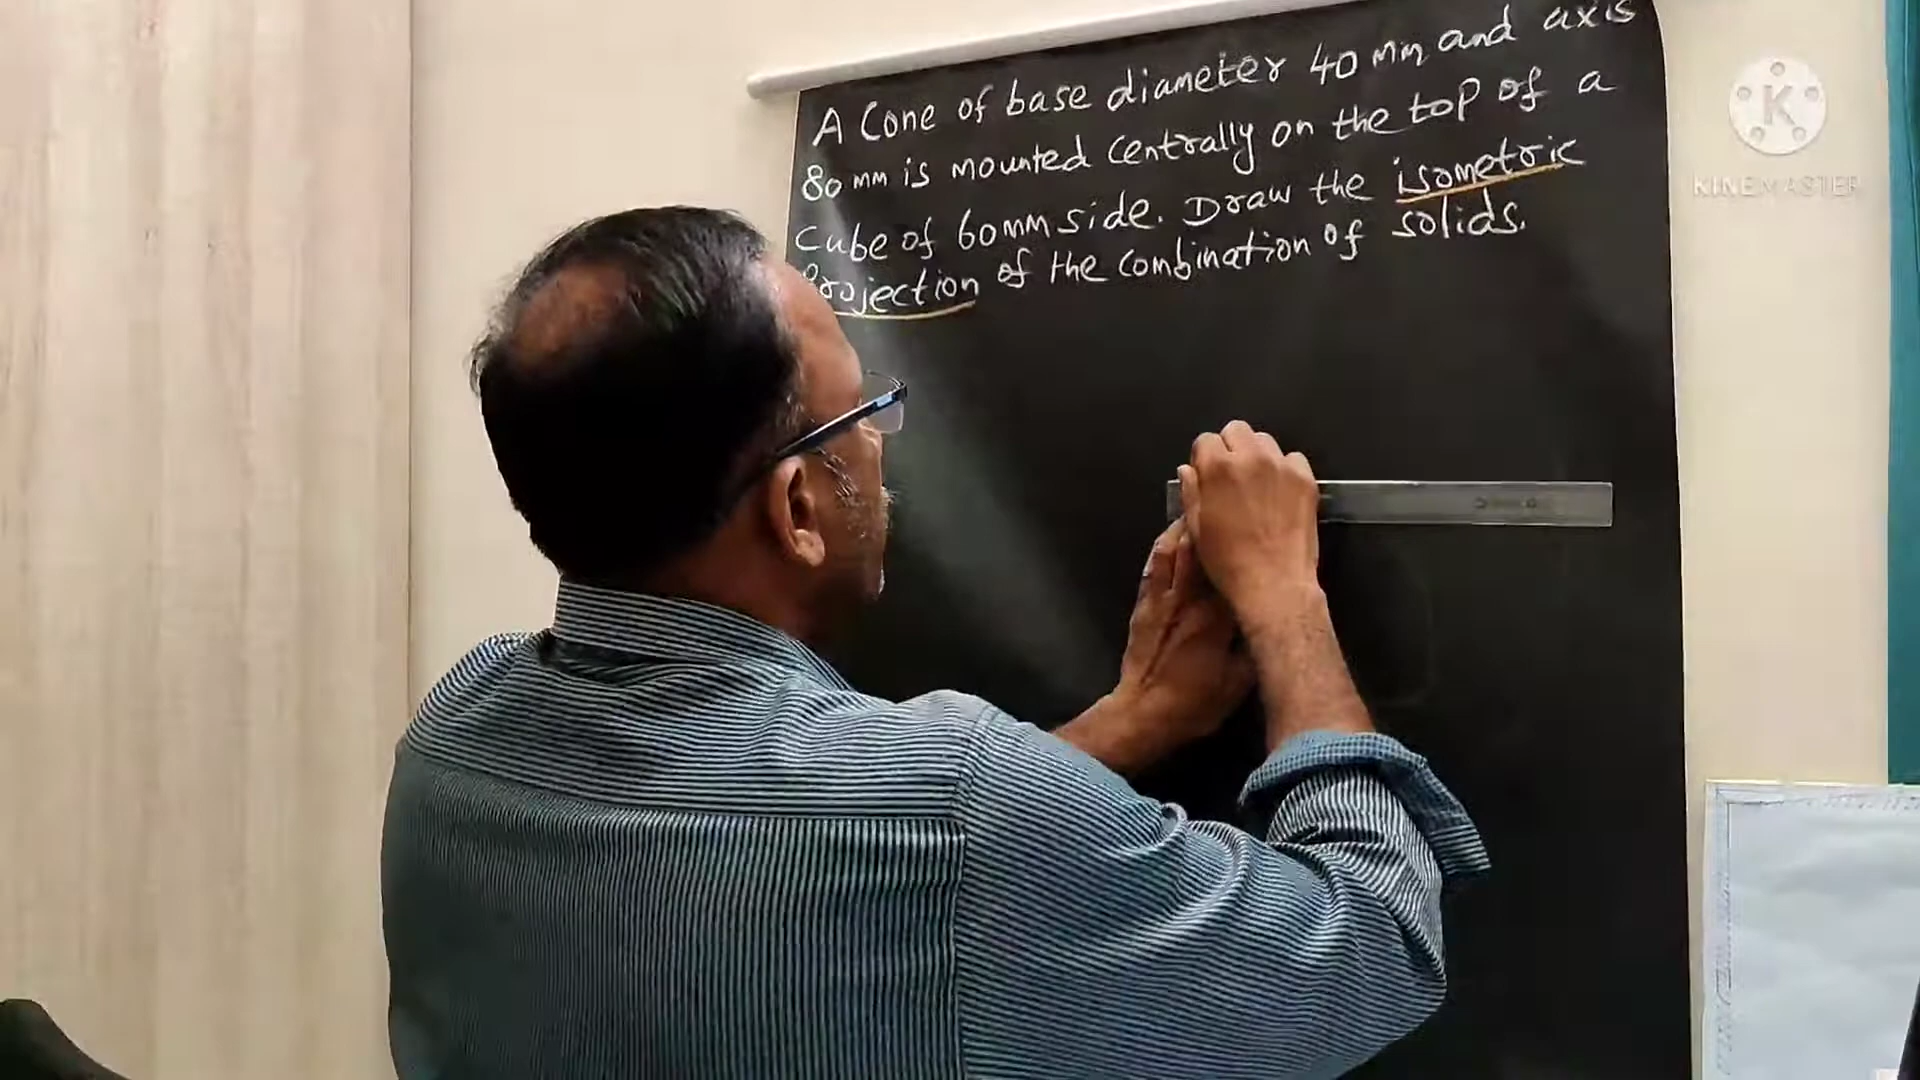 A Cone of base diameter 40 mm and axis
80 mm is mounted centrally on the top of a
Cube of 60mm side. Draw the isometric
Projection of the combination of solids.
K
KINEMASTER